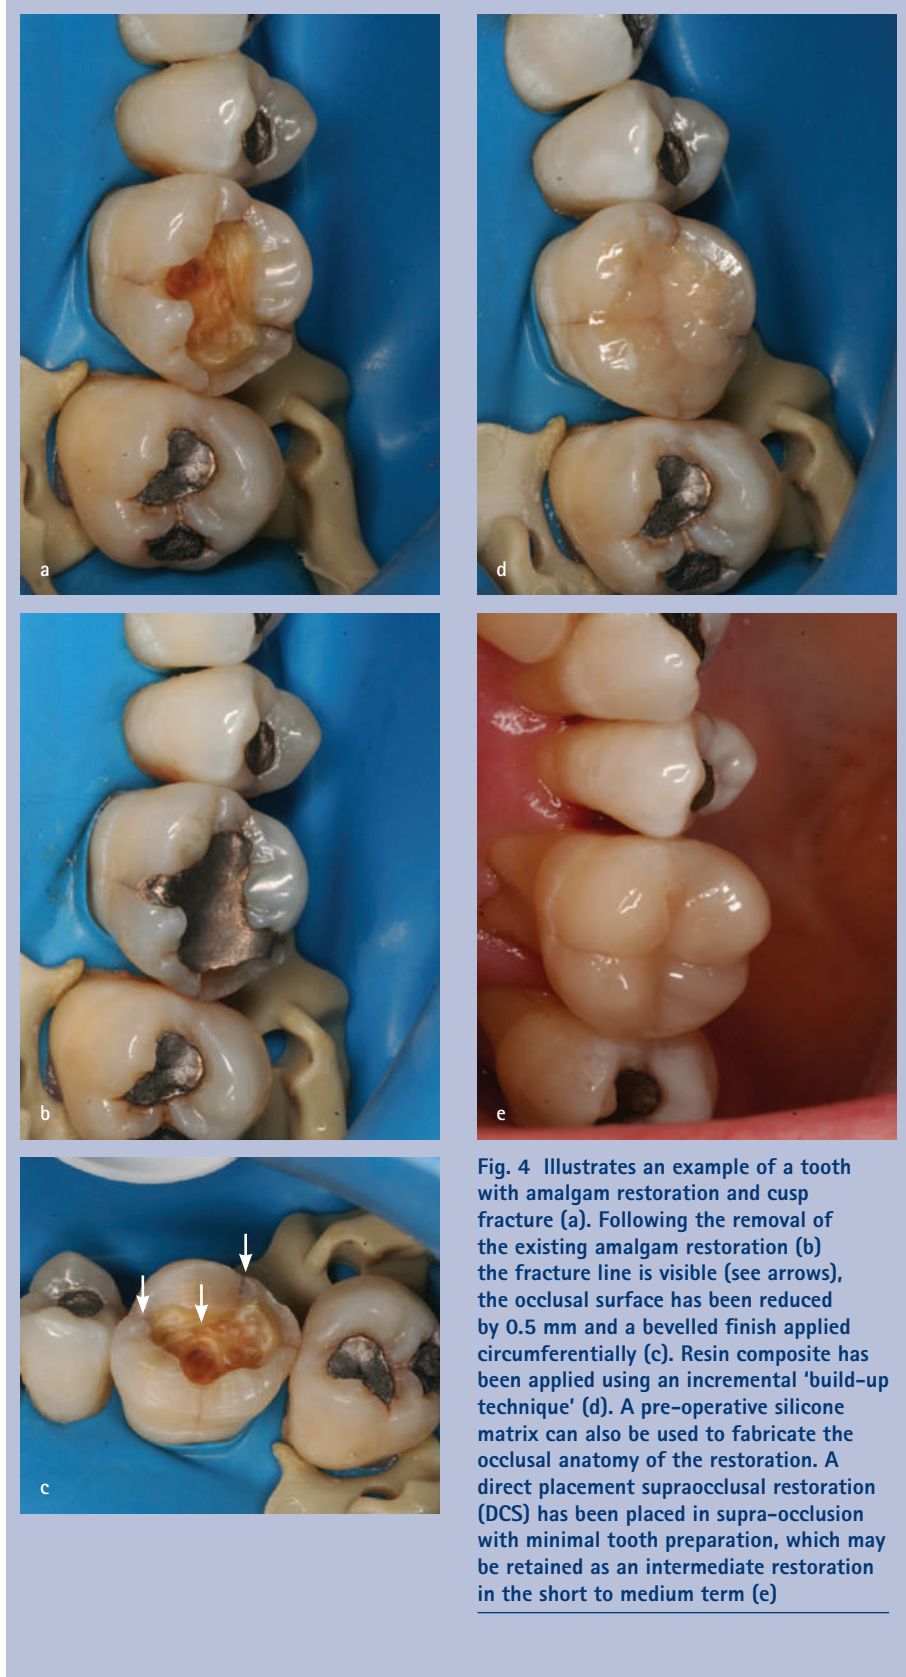 a
d
b
e
c
Fig. 4 Illustrates an example of a tooth
with amalgam restoration and cusp
fracture (a). Following the removal of
the existing amalgam restoration (b)
the fracture line is visible (see arrows),
the occlusal surface has been reduced
by 0.5 mm and a bevelled finish applied
circumferentially (c). Resin composite has
been applied using an incremental ‘build-up
technique’ (d). A pre-operative silicone
matrix can also be used to fabricate the
occlusal anatomy of the restoration. A
direct placement supraocclusal restoration
(DCS) has been placed in supra-occlusion
with minimal tooth preparation, which may
be retained as an intermediate restoration
in the short to medium term (e)